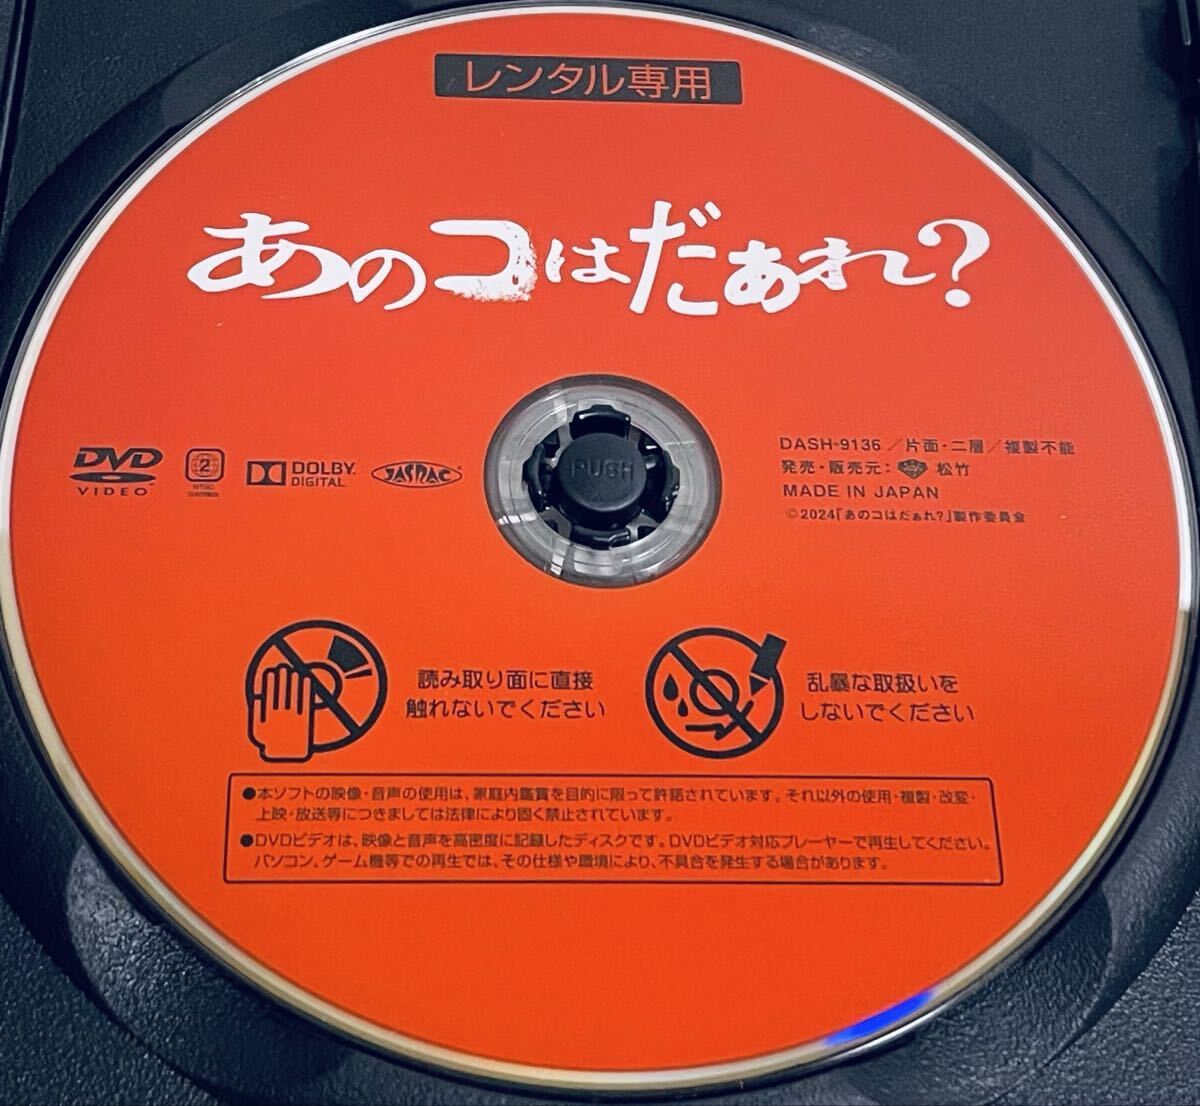 レンタル専用
あのコはだぁれ?
DVD
VIDEO
2
NTSC
日本市場向
DOLBY
DIGITAL
JASRAC
PUSH
DASH-9136/片面・二層/複製不能
発売・販売元: 松竹
MADE IN JAPAN
©2024「あのコはだぁれ?」製作委員会
読み取り面に直接
触れないでください
乱暴な取扱いを
しないでください
●本ソフトの映像・音声の使用は、家庭内鑑賞を目的に限って許諾されています。それ以外の使用・複製・改変・
上映・放送等につきましては法律により固く禁止されています。
●DVDビデオは、映像と音声を高密度に記録したディスクです。DVDビデオ対応プレーヤーで再生してください。
パソコン、ゲーム機等での再生では、その仕様や環境により、不具合を発生する場合があります。